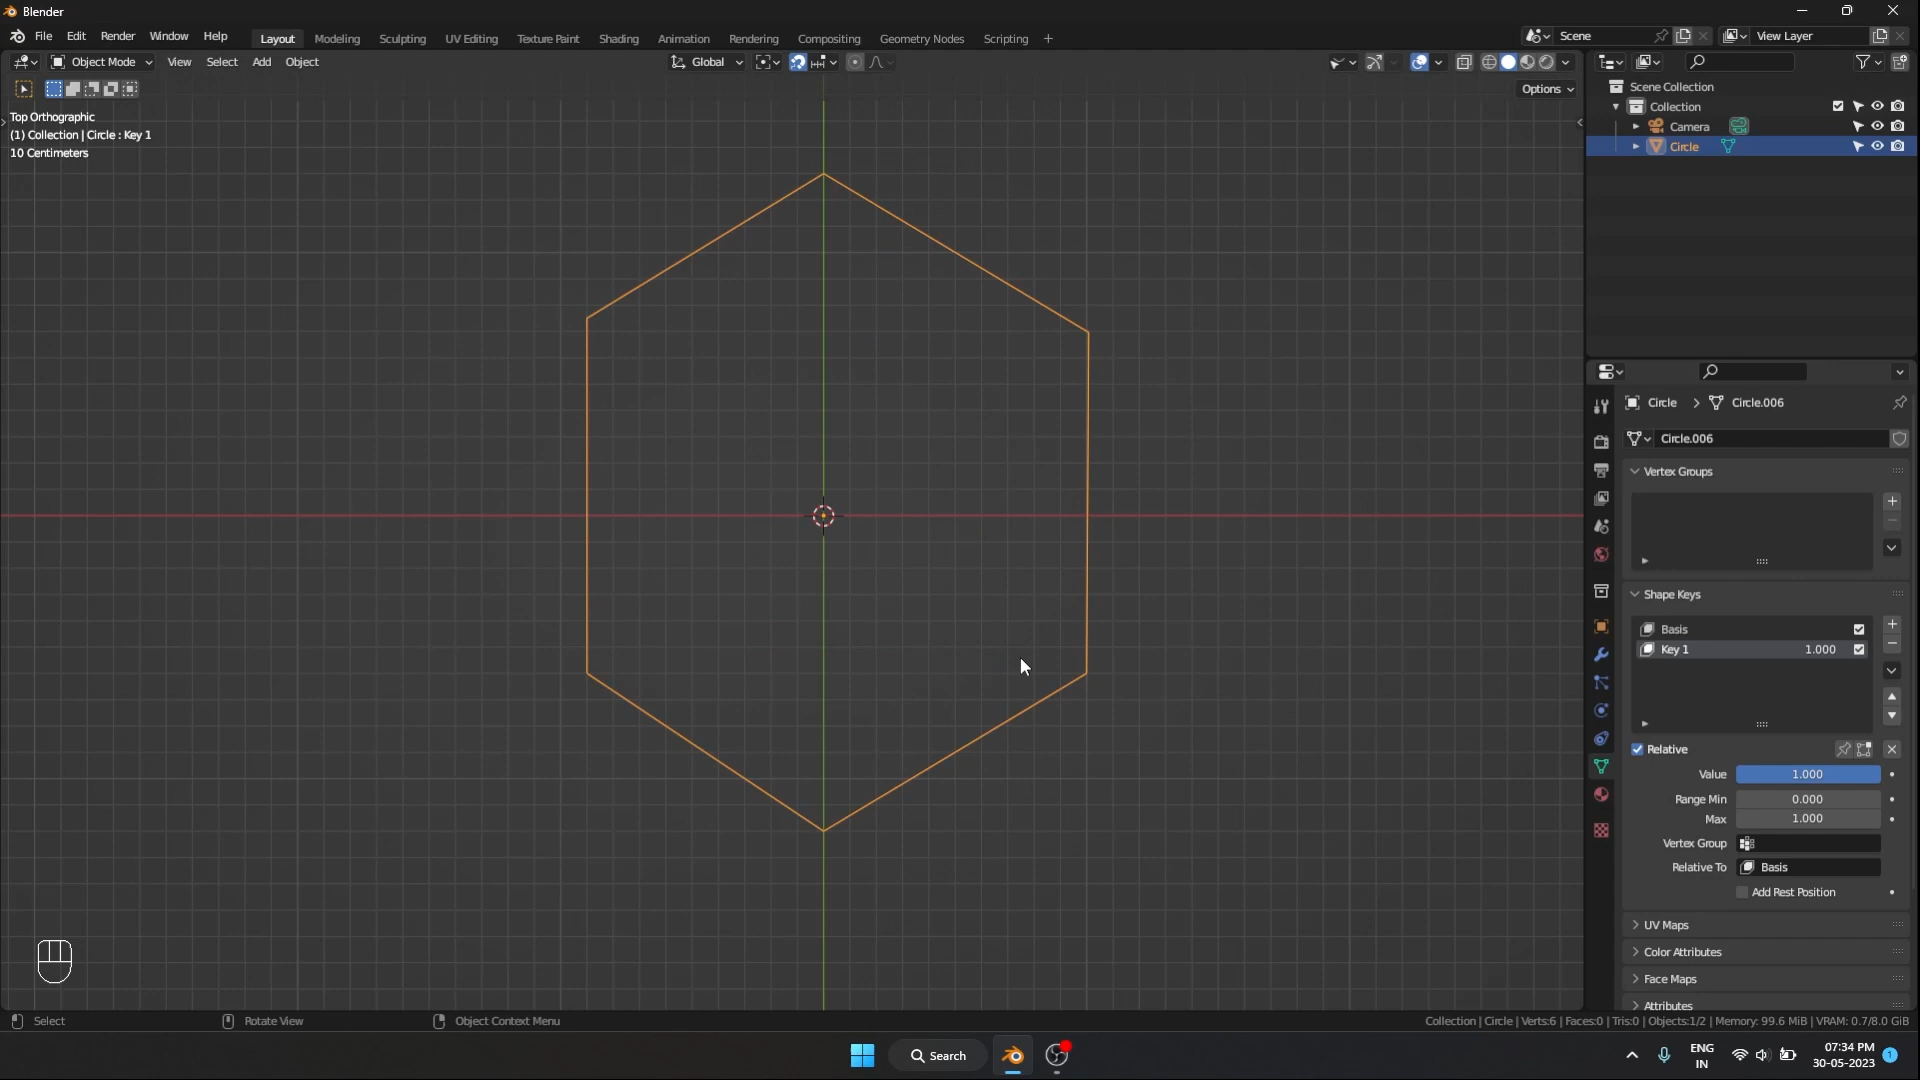 Blender
File Edit Render Window Help Layout Modeling Sculpting UV Editing Texture Paint Shading Animation Rendering Compositing Geometry Nodes Scripting + Scene View Layer
Object Mode View Select Add Object Global
Options
Top Orthographic
(1) Collection | Circle : Key 1
10 Centimeters
Scene Collection
Collection
Camera
Circle
Circle > Circle.006
Circle.006
Vertex Groups
Shape Keys
Basis
Key 1 1.000
Relative
Value 1.000
Range Min 0.000
Max 1.000
Vertex Group
Relative To Basis
Add Rest Position
UV Maps
Color Attributes
Face Maps
Attributes
Select Rotate View Object Context Menu Collection | Circle | Verts:6 | Faces:0 | Tris:0 | Objects:1/2 | Memory: 99.6 MiB | VRAM: 0.7/8.0 GiB
Search
ENG
IN
07:34 PM
30-05-2023
1